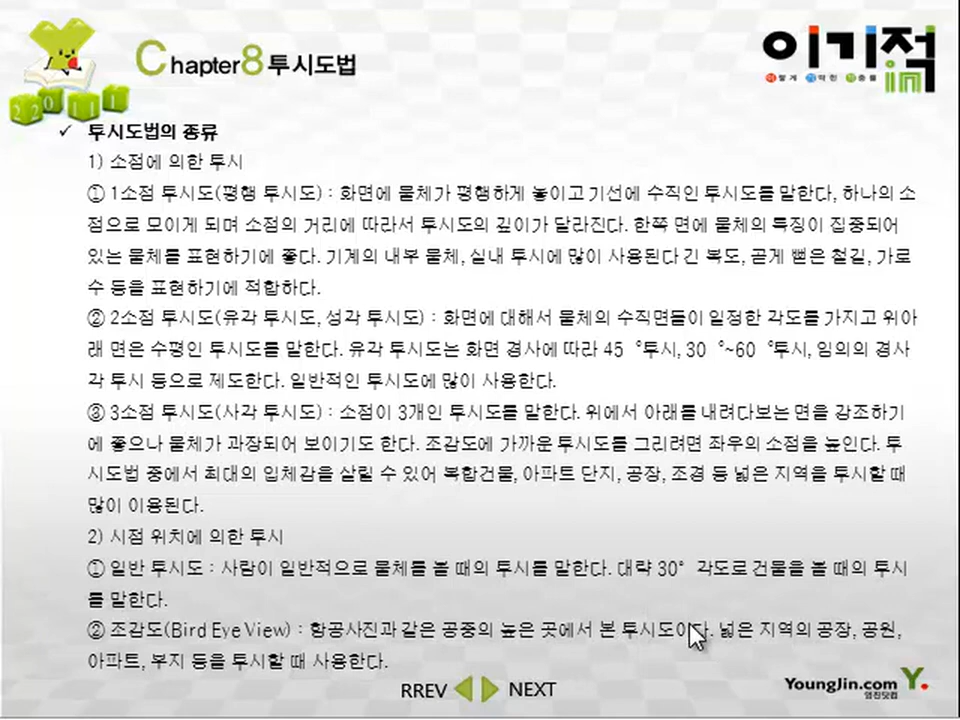 Chapter8 투시도법
이기적in
이렇게 기막힌 적중률
2011
✓ 투시도법의 종류
1) 소점에 의한 투시
① 1소점 투시도(평행 투시도) : 화면에 물체가 평행하게 놓이고 기선에 수직인 투시도를 말한다, 하나의 소
점으로 모이게 되며 소점의 거리에 따라서 투시도의 깊이가 달라진다. 한쪽 면에 물체의 특징이 집중되어
있는 물체를 표현하기에 좋다. 기계의 내부 물체, 실내 투시에 많이 사용된다 긴 복도, 곧게 뻗은 철길, 가로
수 등을 표현하기에 적합하다.
② 2소점 투시도(유각 투시도, 성각 투시도) : 화면에 대해서 물체의 수직면들이 일정한 각도를 가지고 위아
래 면은 수평인 투시도를 말한다. 유각 투시도는 화면 경사에 따라 45 °투시, 30 °~60 °투시, 임의의 경사
각 투시 등으로 제도한다. 일반적인 투시도에 많이 사용한다.
③ 3소점 투시도(사각 투시도) : 소점이 3개인 투시도를 말한다. 위에서 아래를 내려다보는 면을 강조하기
에 좋으나 물체가 과장되어 보이기도 한다. 조감도에 가까운 투시도를 그리려면 좌우의 소점을 높인다. 투
시도법 중에서 최대의 입체감을 살릴 수 있어 복합건물, 아파트 단지, 공장, 조경 등 넓은 지역을 투시할 때
많이 이용된다.
2) 시점 위치에 의한 투시
① 일반 투시도 : 사람이 일반적으로 물체를 볼 때의 투시를 말한다. 대략 30° 각도로 건물을 볼 때의 투시
를 말한다.
② 조감도(Bird Eye View) : 항공사진과 같은 공중의 높은 곳에서 본 투시도이다. 넓은 지역의 공장, 공원,
아파트, 부지 등을 투시할 때 사용한다.
RREV NEXT
YoungJin.com Y.
영진닷컴